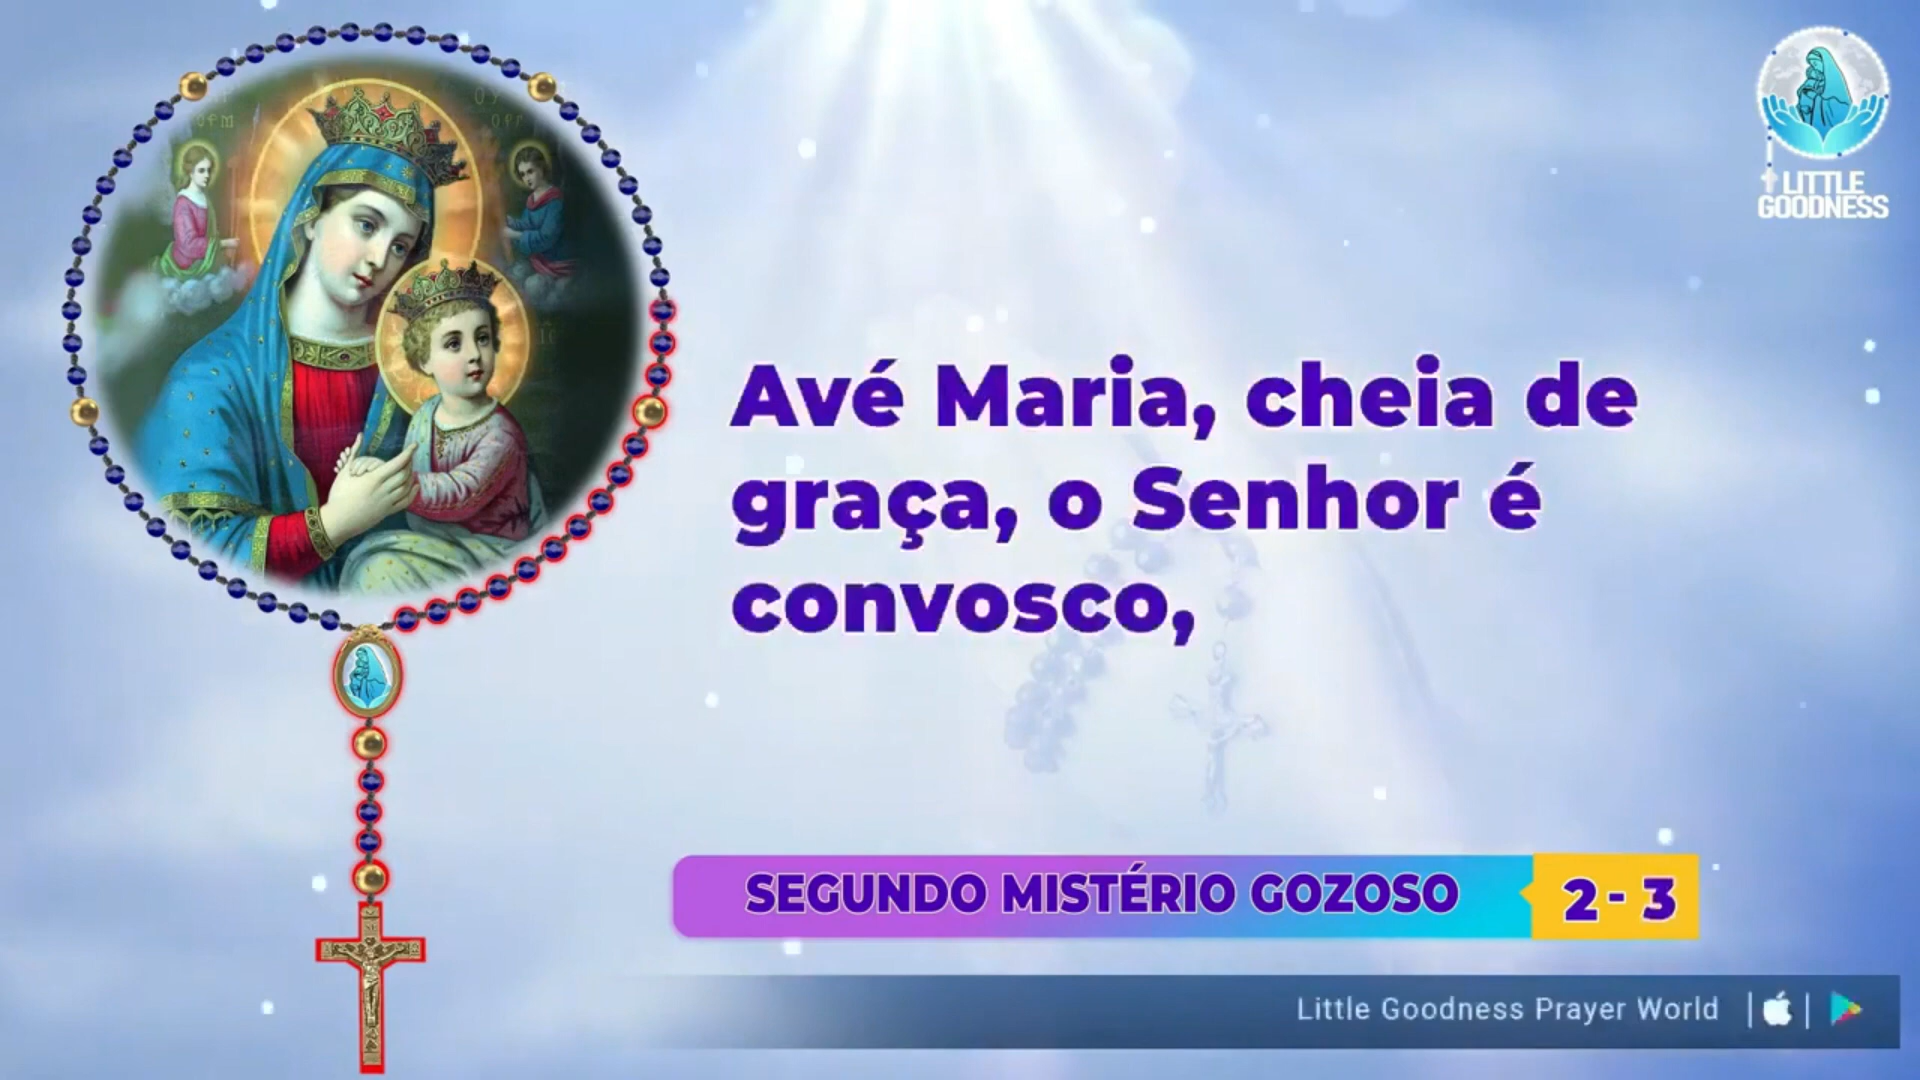 LITTLE
GOODNESS
Avé Maria, cheia de
graça, o Senhor é
convosco,
SEGUNDO MISTÉRIO GOZOSO
2 - 3
Little Goodness Prayer World